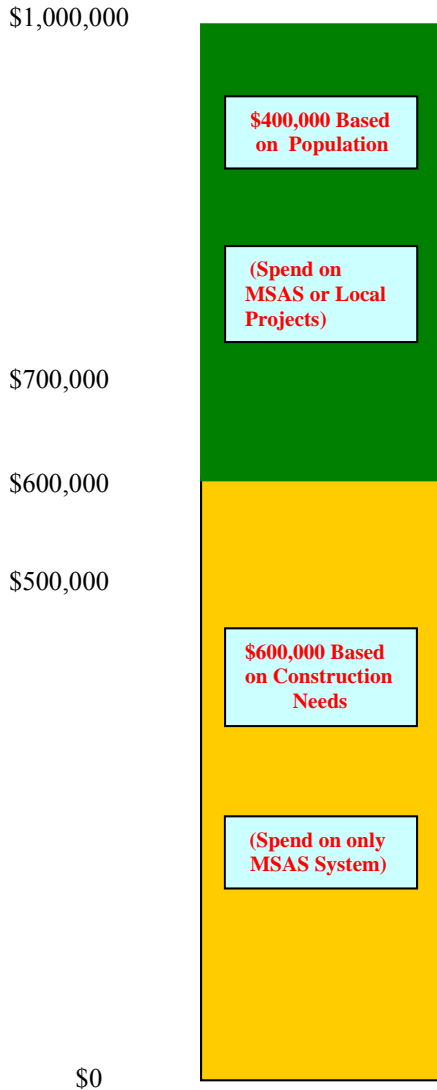 $1,000,000
$400,000 Based
on Population
(Spend on
MSAS or Local
Projects)
$700,000
$600,000
$500,000
$600,000 Based
on Construction
Needs
(Spend on only
MSAS System)
$0